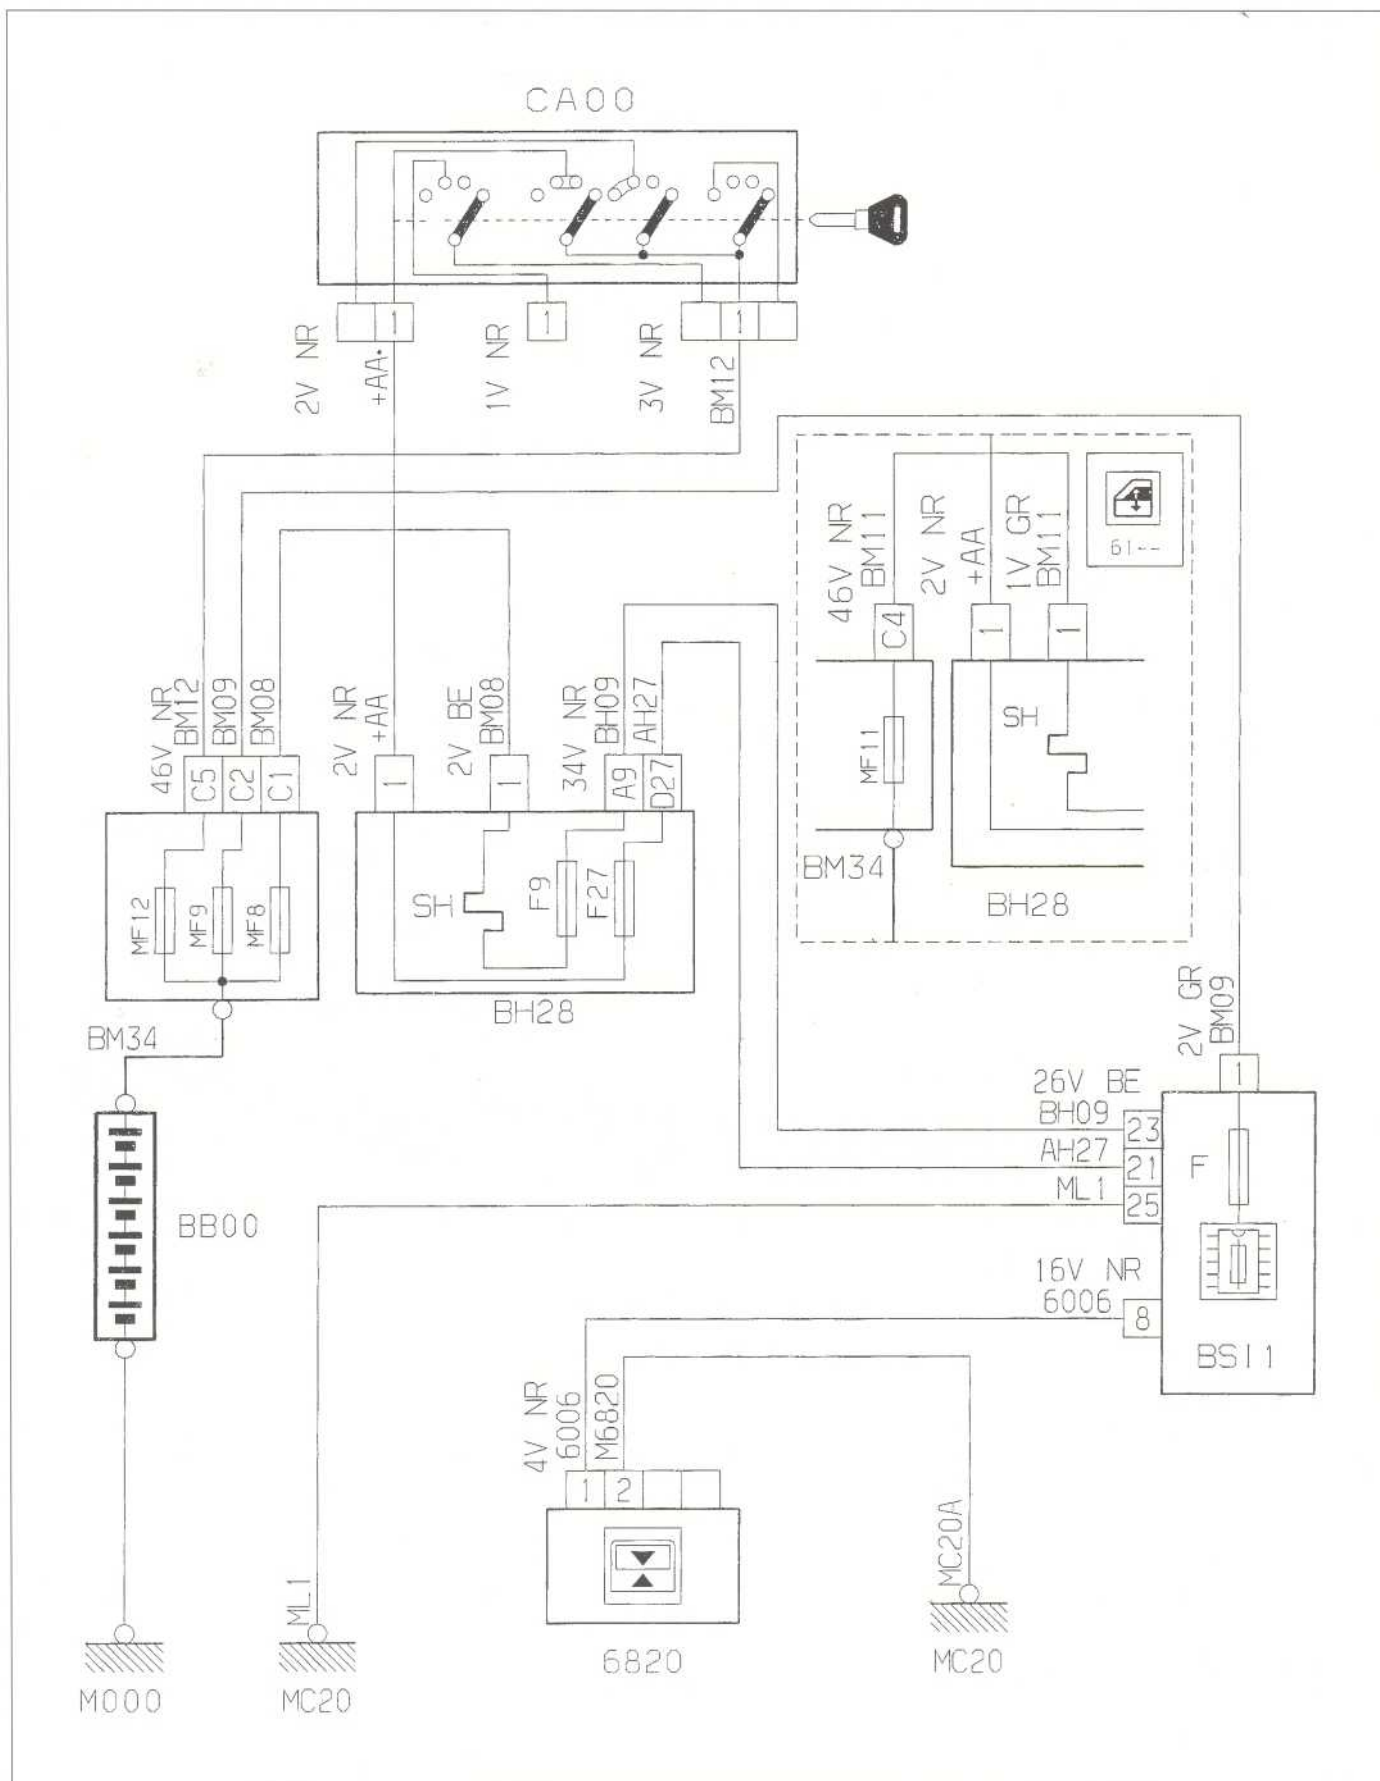 CA00
1
1
1
2V NR
+AA.
1V NR
3V NR
BM12
46V NR
BM11
2V NR
+AA
1V GR
BM11
61--
C4
1
1
MF11
SH
BM34
BH28
46V NR
BM12
BM09
BM08
2V NR
+AA
2V BE
BM08
34V NR
BH09
AH27
C5
C2
C1
1
1
A9
D27
MF12
MF9
MF8
SH
F9
F27
BM34
BH28
2V GR
BM09
1
26V BE
BH09
23
AH27
21
ML1
25
F
16V NR
6006
8
BSI1
BB00
4V NR
6006
M6820
1
2
6820
ML1
MC20A
M000
MC20
MC20